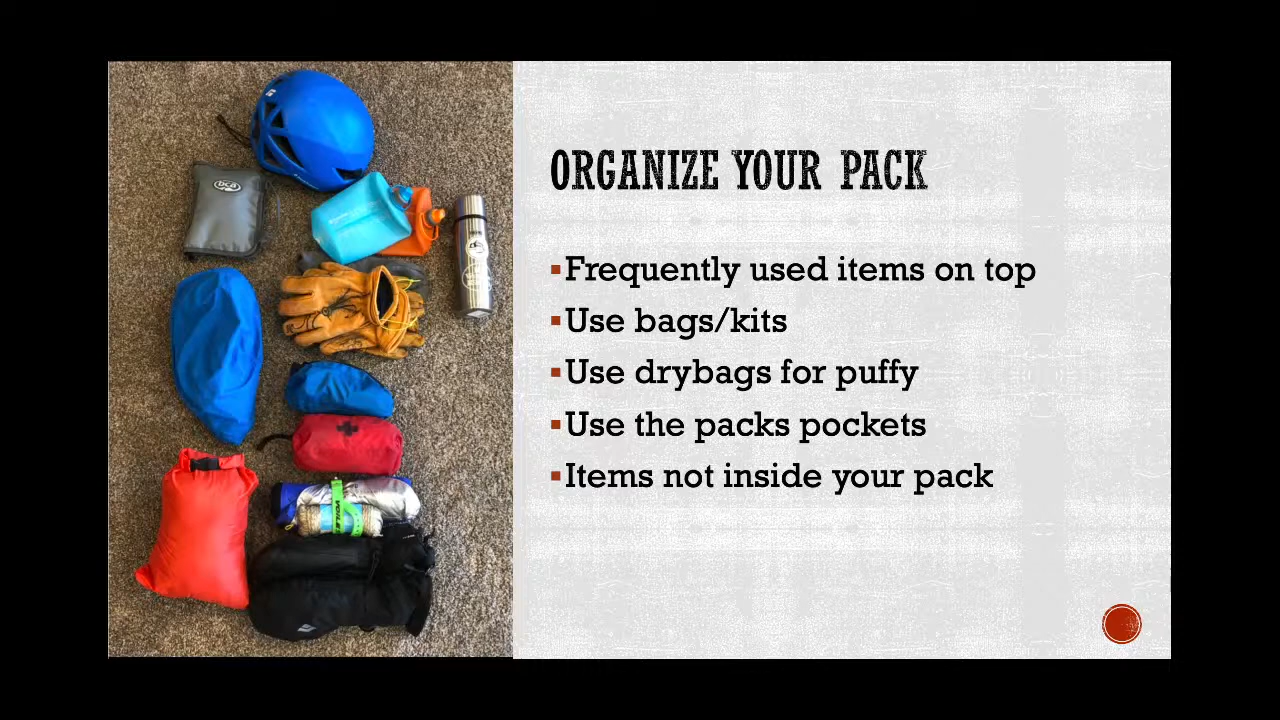 ORGANIZE YOUR PACK
▪Frequently used items on top
▪Use bags/kits
▪Use drybags for puffy
▪Use the packs pockets
▪Items not inside your pack
bca